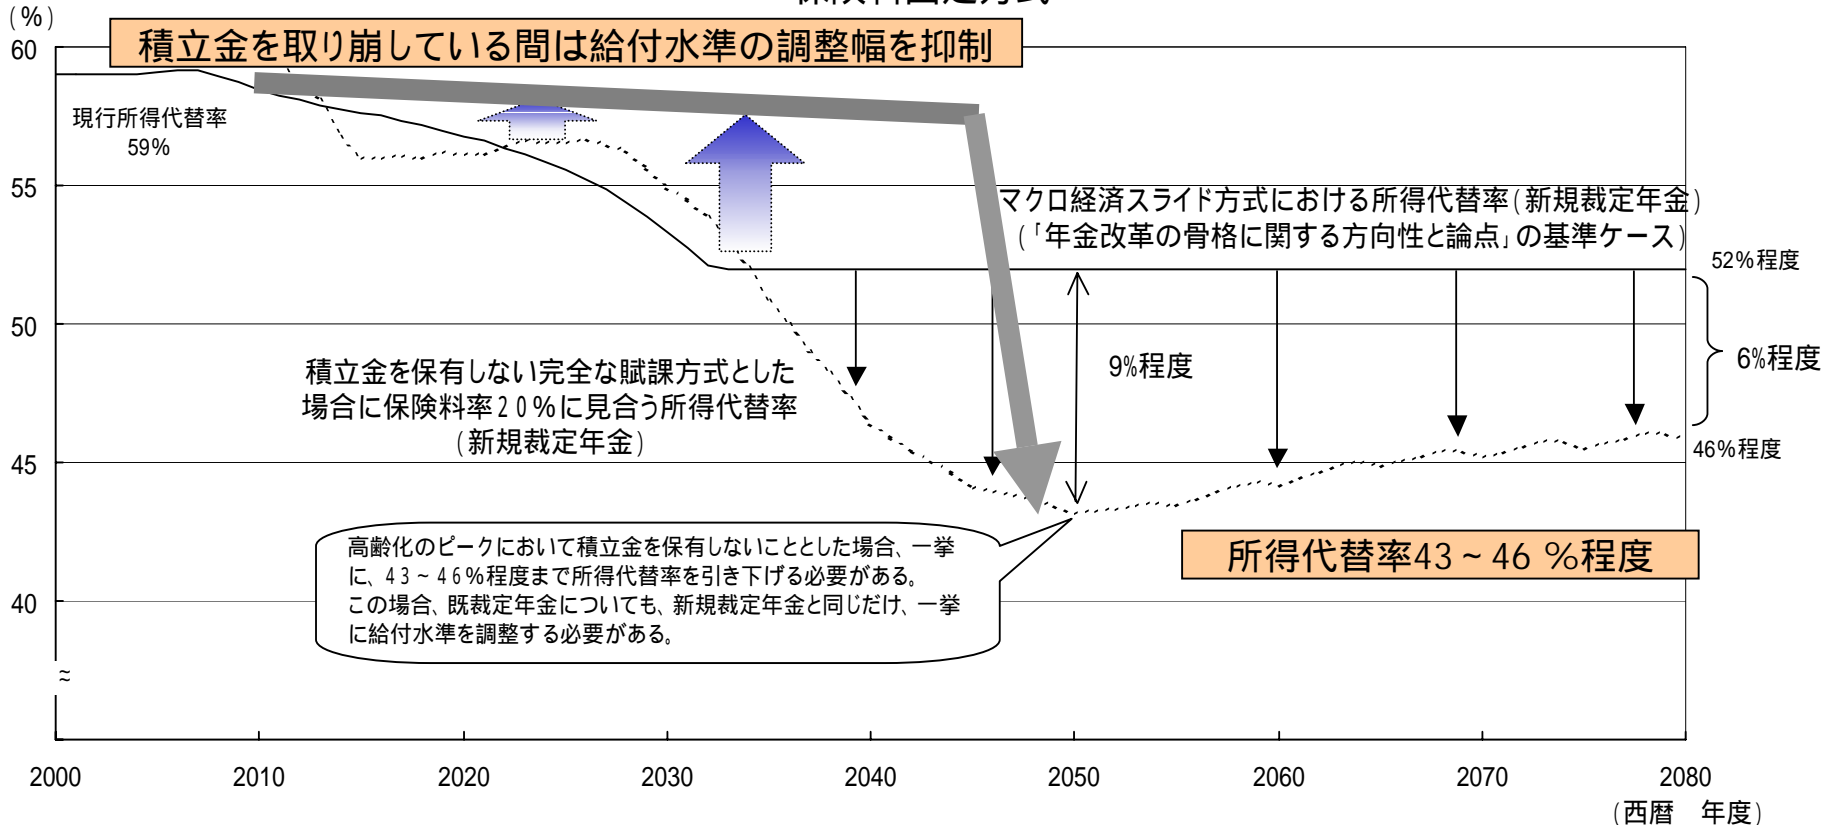 (%)
積立金を取り崩している間は給付水準の調整幅を抑制
60
現行所得代替率
59%
55
マクロ経済スライド方式における所得代替率(新規裁定年金)
(「年金改革の骨格に関する方向性と論点」の基準ケース)
52%程度
50
9%程度
6%程度
積立金を保有しない完全な賦課方式とした
場合に保険料率20%に見合う所得代替率
(新規裁定年金)
45
46%程度
高齢化のピークにおいて積立金を保有しないこととした場合、一挙
に、43~46%程度まで所得代替率を引き下げる必要がある。
この場合、既裁定年金についても、新規裁定年金と同じだけ、一挙
に給付水準を調整する必要がある。
所得代替率43~46 %程度
40
≈
2000 2010 2020 2030 2040 2050 2060 2070 2080
(西暦 年度)